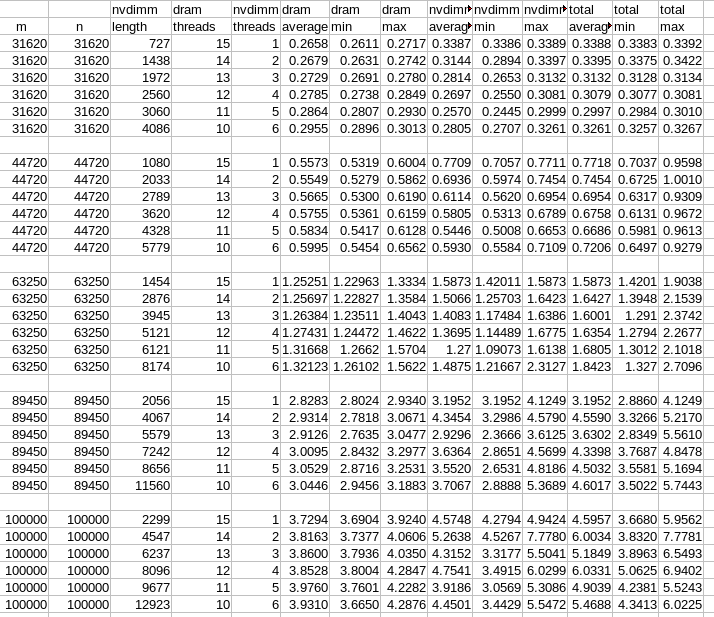 nvdimm dram nvdimm dram dram dram nvdim nvdimm nvdim total total total
m n length threads threads average min max averag min max averag min max
31620 31620 727 15 1 0.2658 0.2611 0.2717 0.3387 0.3386 0.3389 0.3388 0.3383 0.3392
31620 31620 1438 14 2 0.2679 0.2631 0.2742 0.3144 0.2894 0.3397 0.3395 0.3375 0.3422
31620 31620 1972 13 3 0.2729 0.2691 0.2780 0.2814 0.2653 0.3132 0.3132 0.3128 0.3134
31620 31620 2560 12 4 0.2785 0.2738 0.2849 0.2697 0.2550 0.3081 0.3079 0.3077 0.3081
31620 31620 3060 11 5 0.2864 0.2807 0.2930 0.2570 0.2445 0.2999 0.2997 0.2984 0.3010
31620 31620 4086 10 6 0.2955 0.2896 0.3013 0.2805 0.2707 0.3261 0.3261 0.3257 0.3267
44720 44720 1080 15 1 0.5573 0.5319 0.6004 0.7709 0.7057 0.7711 0.7718 0.7037 0.9598
44720 44720 2033 14 2 0.5549 0.5279 0.5862 0.6936 0.5974 0.7454 0.7454 0.6725 1.0010
44720 44720 2789 13 3 0.5665 0.5300 0.6190 0.6114 0.5620 0.6954 0.6954 0.6317 0.9309
44720 44720 3620 12 4 0.5755 0.5361 0.6159 0.5805 0.5313 0.6789 0.6758 0.6131 0.9672
44720 44720 4328 11 5 0.5834 0.5417 0.6128 0.5446 0.5008 0.6653 0.6686 0.5981 0.9613
44720 44720 5779 10 6 0.5995 0.5454 0.6562 0.5930 0.5584 0.7109 0.7206 0.6497 0.9279
63250 63250 1454 15 1 1.25251 1.22963 1.3334 1.5873 1.42011 1.5873 1.5873 1.4201 1.9038
63250 63250 2876 14 2 1.25697 1.22827 1.3584 1.5066 1.25703 1.6423 1.6427 1.3948 2.1539
63250 63250 3945 13 3 1.26384 1.23511 1.4043 1.4083 1.17484 1.6386 1.6001 1.291 2.3742
63250 63250 5121 12 4 1.27431 1.24472 1.4622 1.3695 1.14489 1.6775 1.6354 1.2794 2.2677
63250 63250 6121 11 5 1.31668 1.2662 1.5704 1.27 1.09073 1.6138 1.6805 1.3012 2.1018
63250 63250 8174 10 6 1.32123 1.26102 1.5622 1.4875 1.21667 2.3127 1.8423 1.327 2.7096
89450 89450 2056 15 1 2.8283 2.8024 2.9340 3.1952 3.1952 4.1249 3.1952 2.8860 4.1249
89450 89450 4067 14 2 2.9314 2.7818 3.0671 4.3454 3.2986 4.5790 4.5590 3.3266 5.2170
89450 89450 5579 13 3 2.9126 2.7635 3.0477 2.9296 2.3666 3.6125 3.6302 2.8349 5.5610
89450 89450 7242 12 4 3.0095 2.8432 3.2977 3.6364 2.8651 4.5699 4.3398 3.7687 4.8478
89450 89450 8656 11 5 3.0529 2.8716 3.2531 3.5520 2.6531 4.8186 4.5032 3.5581 5.1694
89450 89450 11560 10 6 3.0446 2.9456 3.1883 3.7067 2.8888 5.3689 4.6017 3.5022 5.7443
100000 100000 2299 15 1 3.7294 3.6904 3.9240 4.5748 4.2794 4.9424 4.5957 3.6680 5.9562
100000 100000 4547 14 2 3.8163 3.7377 4.0606 5.2638 4.5267 7.7780 6.0034 3.8320 7.7781
100000 100000 6237 13 3 3.8600 3.7936 4.0350 4.3152 3.3177 5.5041 5.1849 3.8963 6.5493
100000 100000 8096 12 4 3.8528 3.8004 4.2847 4.7541 3.4915 6.0299 6.0331 5.0625 6.9402
100000 100000 9677 11 5 3.9760 3.7601 4.2282 3.9186 3.0569 5.3086 4.9039 4.2381 5.5243
100000 100000 12923 10 6 3.9310 3.6650 4.2876 4.4501 3.4429 5.5472 5.4688 4.3413 6.0225